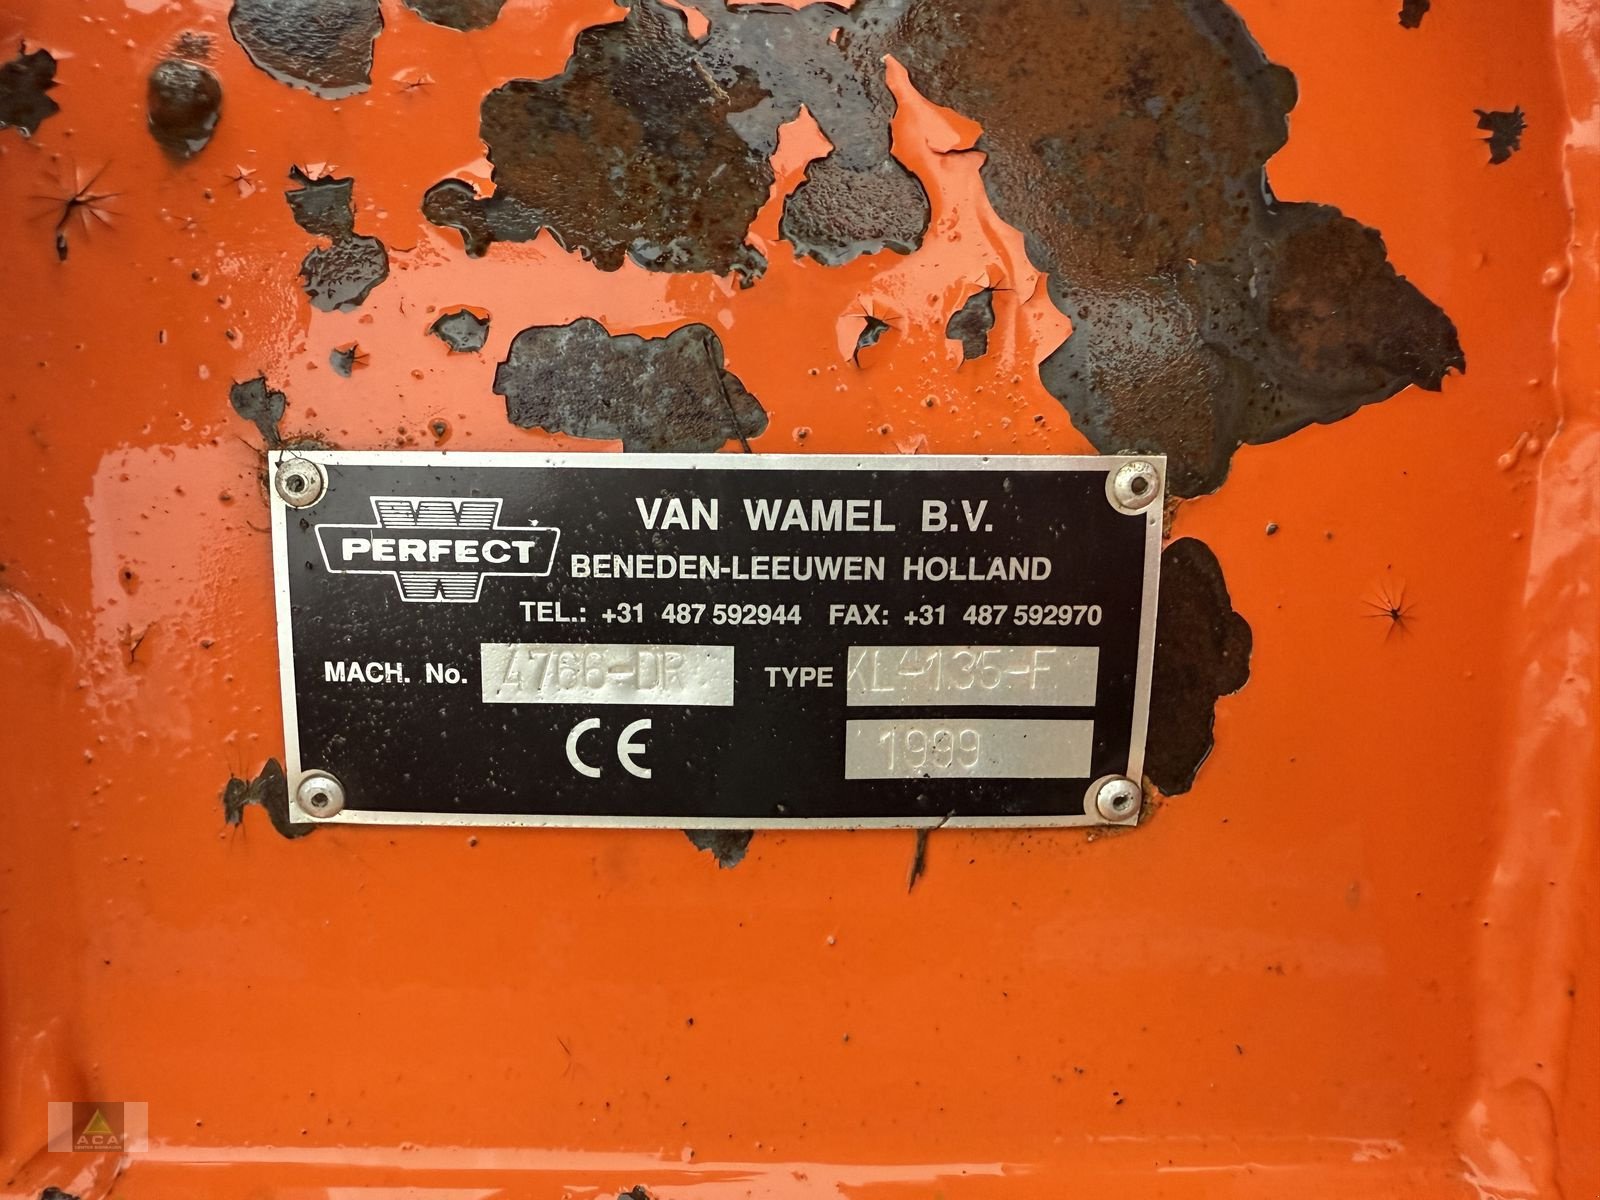 PERFECT
VAN WAMEL B.V.
BENEDEN-LEEUWEN HOLLAND
TEL.: +31 487 592944 FAX: +31 487 592970
MACH. No. 4766-DR TYPE KL-135-F
CE 1999
ACA